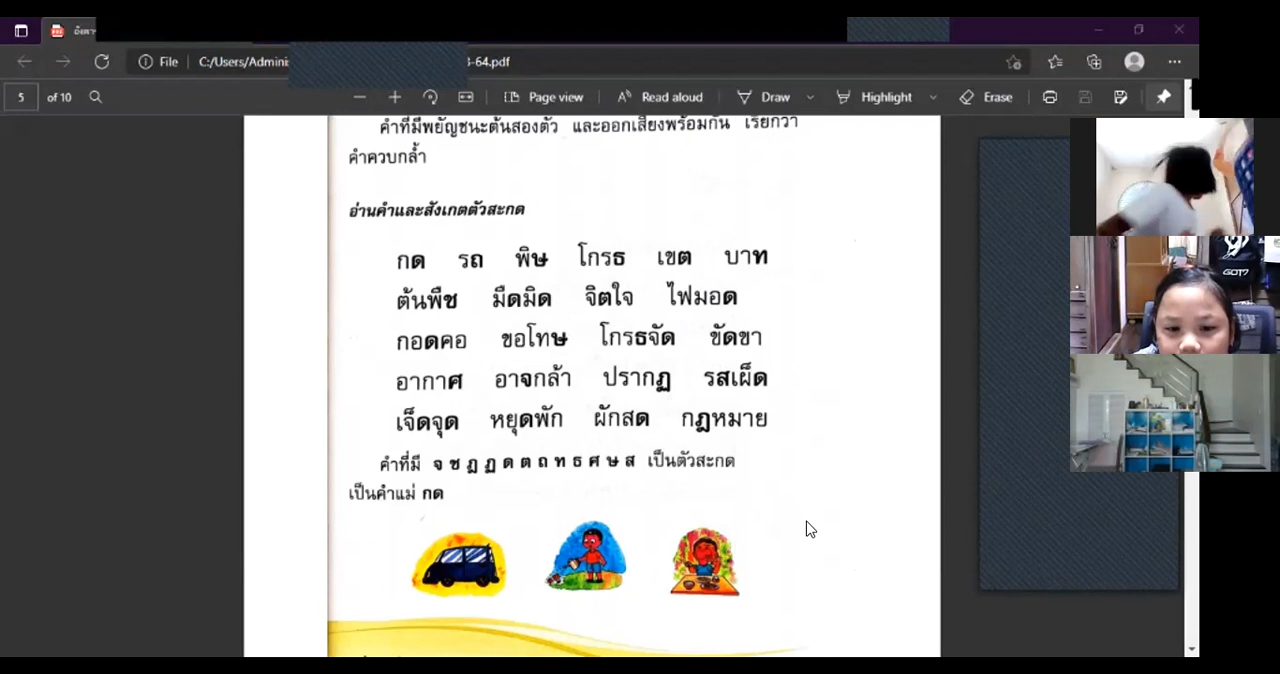 File C:/Users/Admini 3-64.pdf
5 of 10 Page view Read aloud Draw Highlight Erase
คำที่มีพยัญชนะต้นสองตัว และออกเสียงพร้อมกัน เรียกว่า
คำควบกล้ำ
อ่านคำและสังเกตตัวสะกด
กด รถ พิษ โกรธ เขต บาท
ต้นพืช มืดมิด จิตใจ ไฟมอด
กอดคอ ขอโทษ โกรธจัด ขัดขา
อากาศ อาจกล้า ปรากฏ รสเผ็ด
เจ็ดจุด หยุดพัก ผักสด กฎหมาย
คำที่มี จ ช ฎ ฏ ด ต ถ ท ธ ศ ษ ส เป็นตัวสะกด
เป็นคำแม่ กด
GOT7